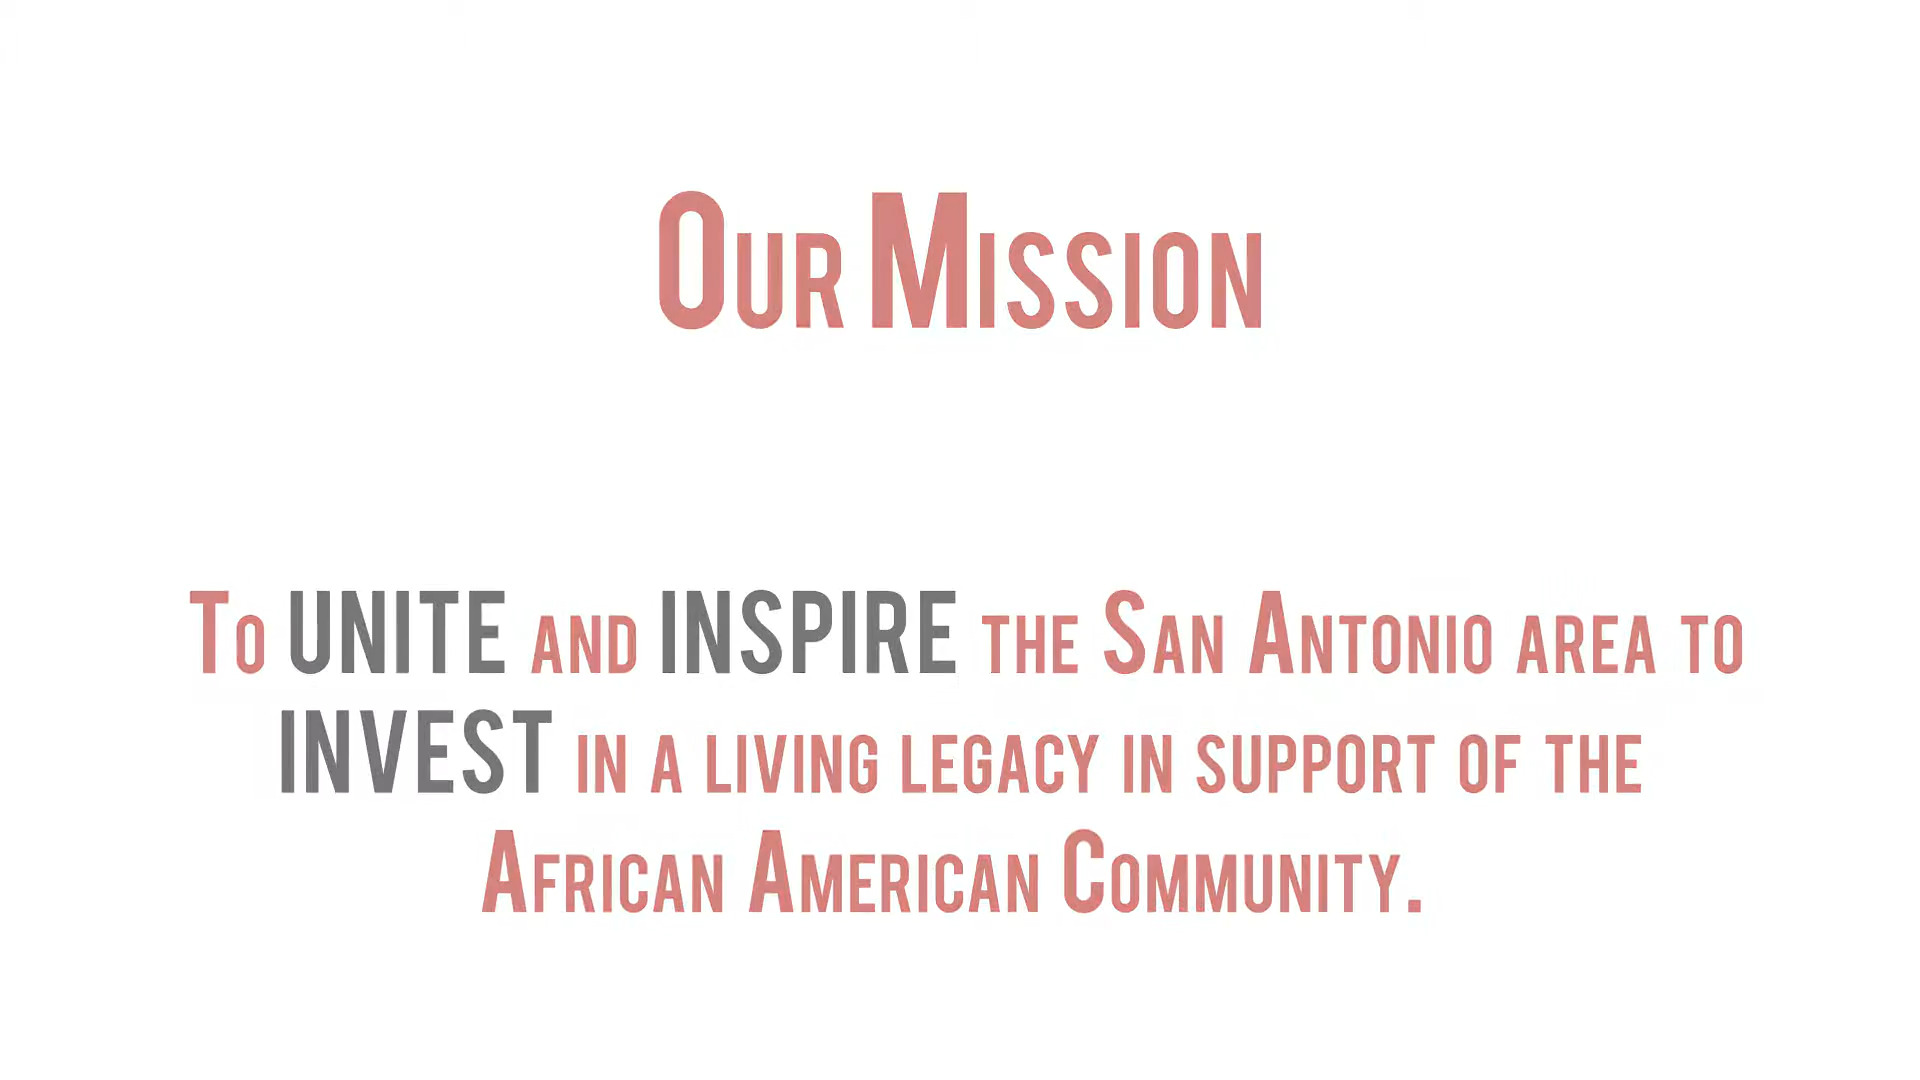 Our Mission
To UNITE and INSPIRE the San Antonio area to
INVEST in a living legacy in support of the
African American Community.